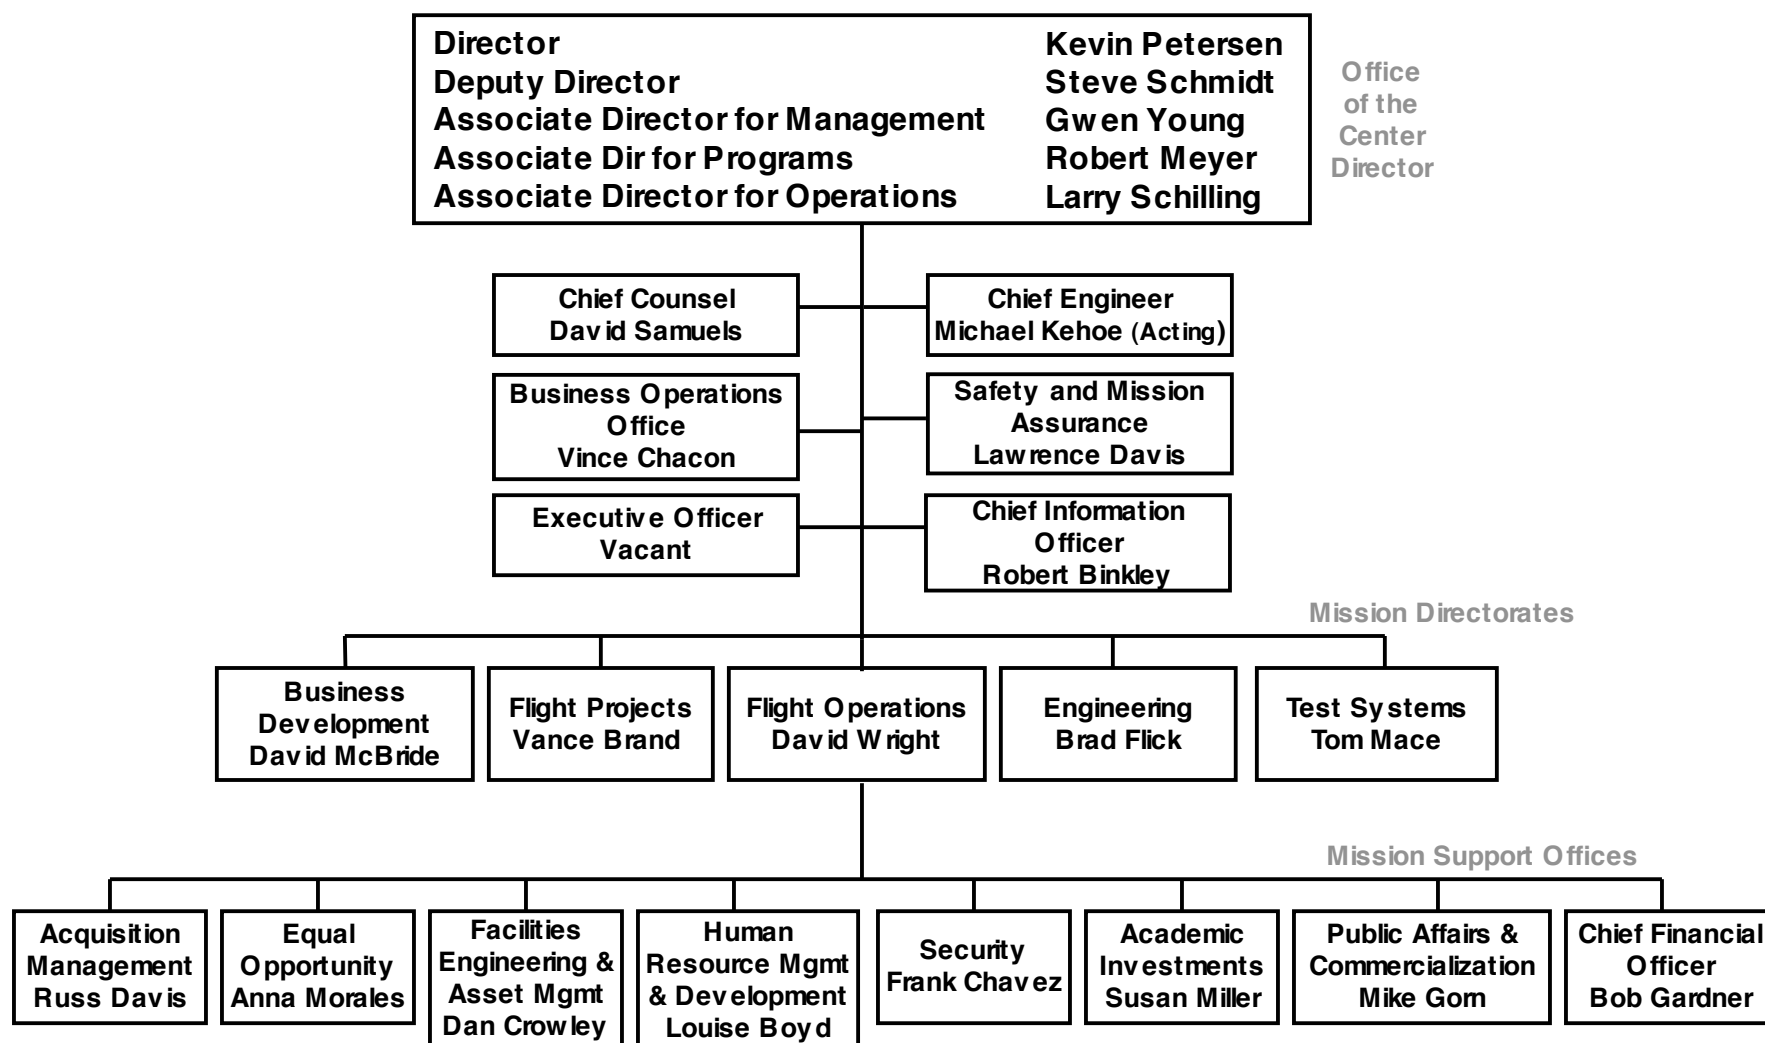 Director Kevin Petersen
Deputy Director Steve Schmidt
Associate Director for Management Gwen Young
Associate Dir for Programs Robert Meyer
Associate Director for Operations Larry Schilling
Office
of the
Center
Director
Chief Counsel
David Samuels
Chief Engineer
Michael Kehoe (Acting)
Business Operations
Office
Vince Chacon
Safety and Mission
Assurance
Lawrence Davis
Executive Officer
Vacant
Chief Information
Officer
Robert Binkley
Mission Directorates
Business
Development
David McBride
Flight Projects
Vance Brand
Flight Operations
David Wright
Engineering
Brad Flick
Test Systems
Tom Mace
Mission Support Offices
Acquisition
Management
Russ Davis
Equal
Opportunity
Anna Morales
Facilities
Engineering &
Asset Mgmt
Dan Crowley
Human
Resource Mgmt
& Development
Louise Boyd
Security
Frank Chavez
Academic
Investments
Susan Miller
Public Affairs &
Commercialization
Mike Gorn
Chief Financial
Officer
Bob Gardner